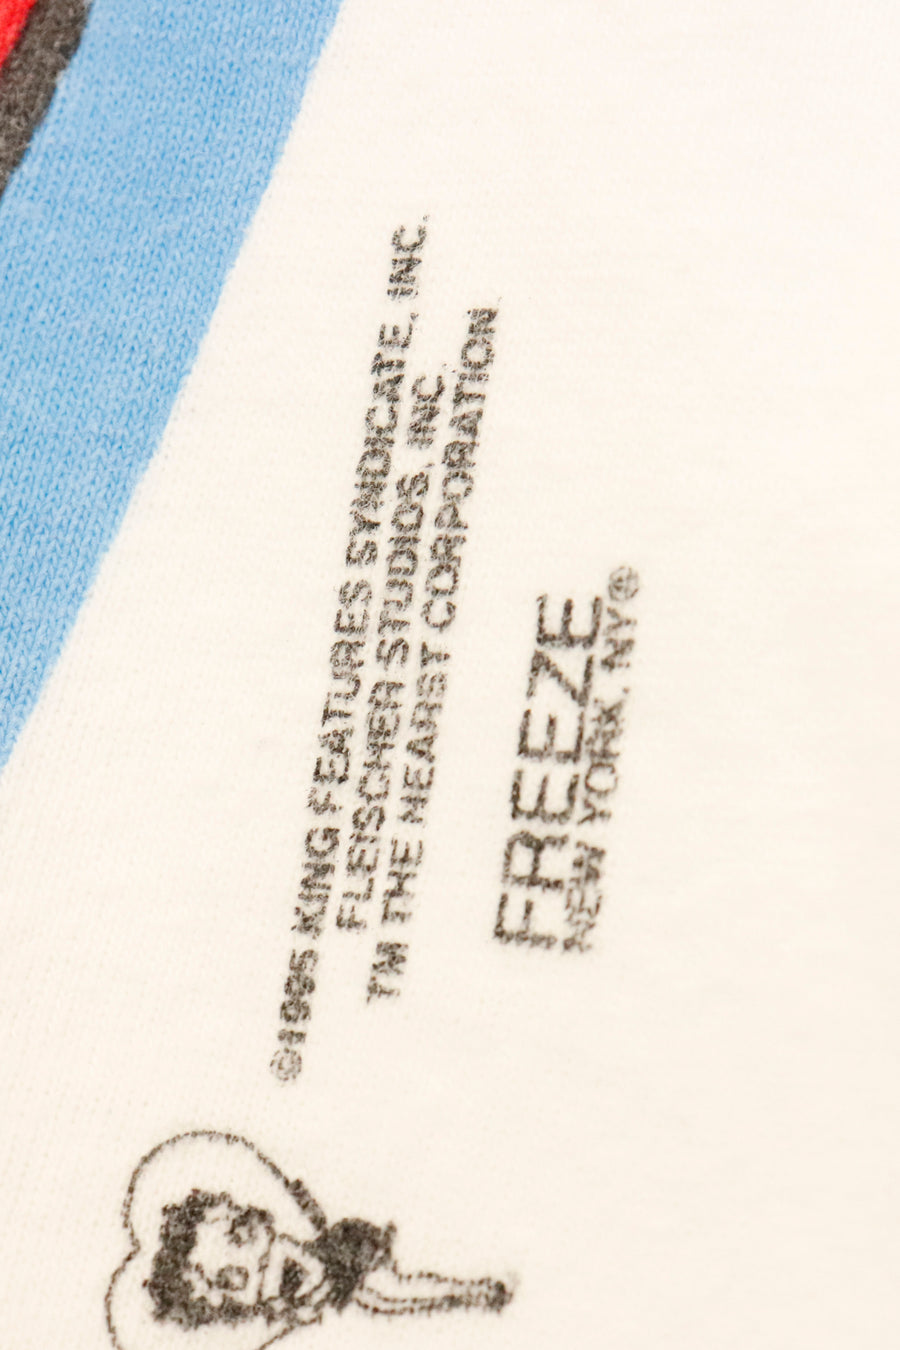 ©1995 KING FEATURES SYNDICATE, INC.
FLEISCHER STUDIOS, INC.
TM THE HEARST CORPORATION
FREEZE
NEW YORK, NY®